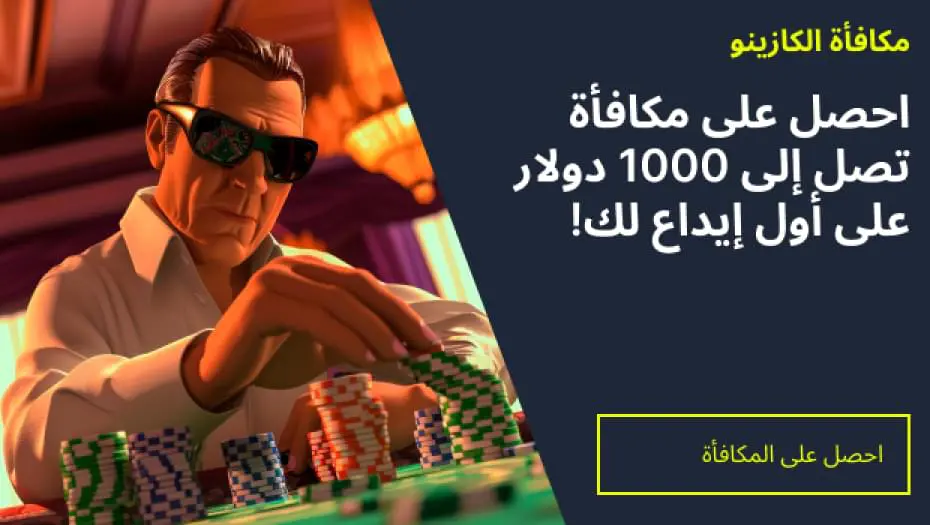 مكافأة الكازينو
احصل على مكافأة
تصل إلى 1000 دولار
على أول إيداع لك!
احصل على المكافأة